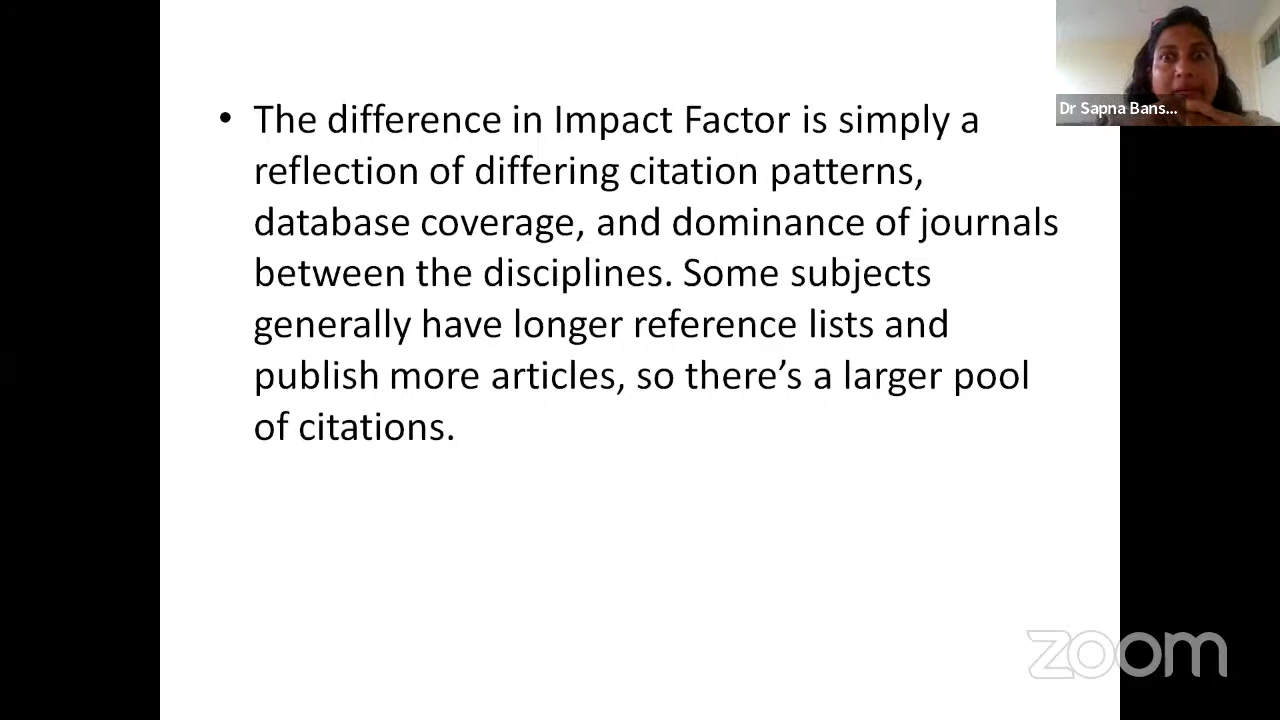 • The difference in Impact Factor is simply a
reflection of differing citation patterns,
database coverage, and dominance of journals
between the disciplines. Some subjects
generally have longer reference lists and
publish more articles, so there’s a larger pool
of citations.
Dr Sapna Bans...
zoom